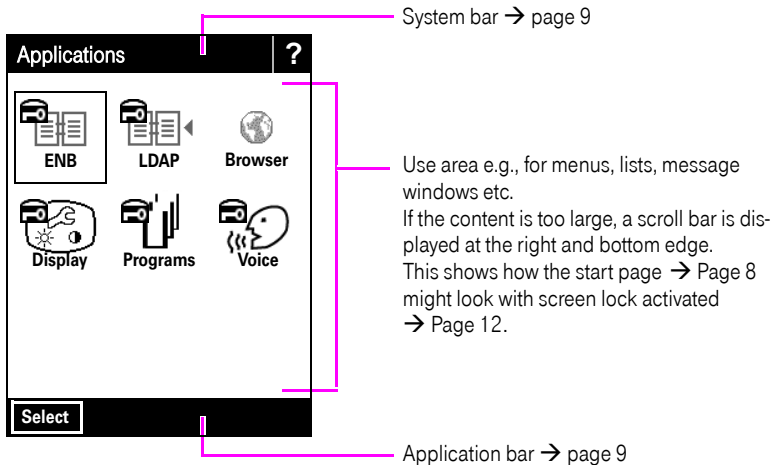 System bar → page 9
Applications ?
ENB LDAP Browser
Use area e.g., for menus, lists, message
windows etc.
If the content is too large, a scroll bar is dis-
played at the right and bottom edge.
This shows how the start page → Page 8
might look with screen lock activated
→ Page 12.
Display Programs Voice
Select
Application bar → page 9